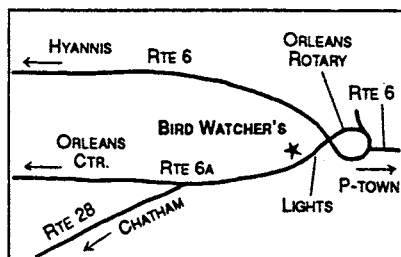 HYANNIS
RTE 6
ORLEANS
ROTARY
RTE 6
ORLEANS
CTR.
BIRD WATCHER'S
RTE 6A
P-TOWN
LIGHTS
RTE 28
CHATHAM